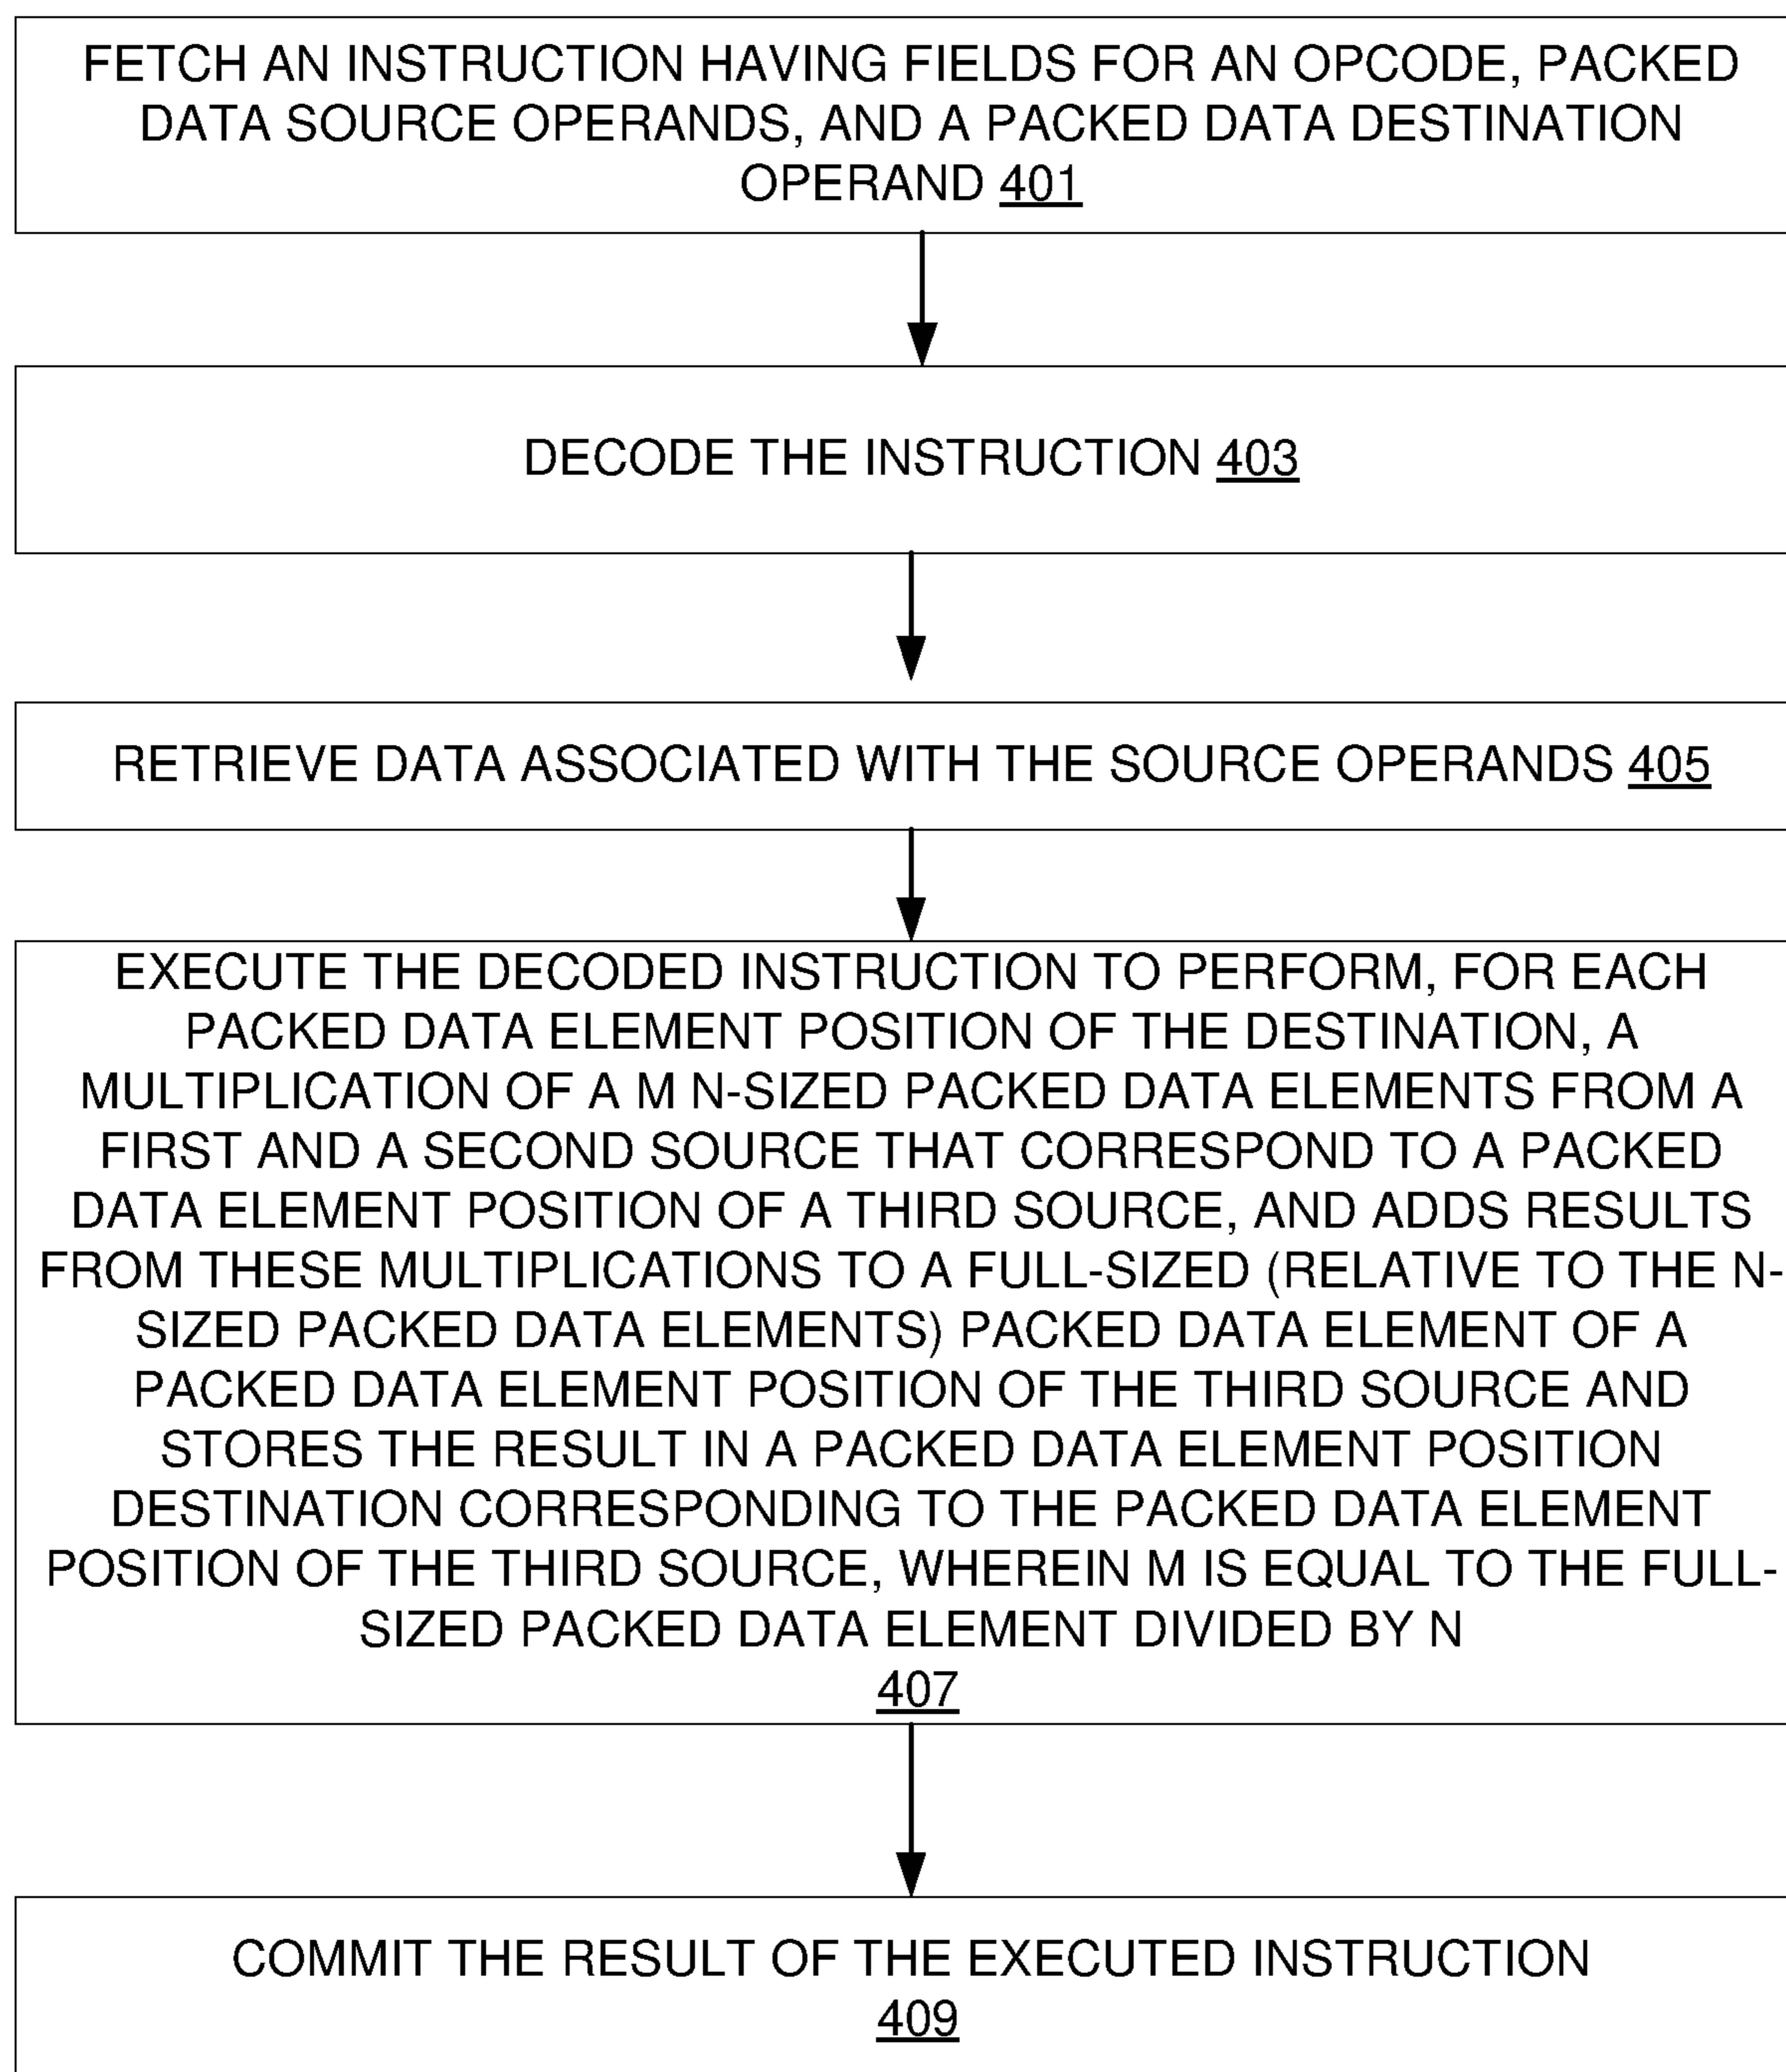 FETCH AN INSTRUCTION HAVING FIELDS FOR AN OPCODE, PACKED
DATA SOURCE OPERANDS, AND A PACKED DATA DESTINATION
OPERAND 401
DECODE THE INSTRUCTION 403
RETRIEVE DATA ASSOCIATED WITH THE SOURCE OPERANDS 405
EXECUTE THE DECODED INSTRUCTION TO PERFORM, FOR EACH
PACKED DATA ELEMENT POSITION OF THE DESTINATION, A
MULTIPLICATION OF A M N-SIZED PACKED DATA ELEMENTS FROM A
FIRST AND A SECOND SOURCE THAT CORRESPOND TO A PACKED
DATA ELEMENT POSITION OF A THIRD SOURCE, AND ADDS RESULTS
FROM THESE MULTIPLICATIONS TO A FULL-SIZED (RELATIVE TO THE N-
SIZED PACKED DATA ELEMENTS) PACKED DATA ELEMENT OF A
PACKED DATA ELEMENT POSITION OF THE THIRD SOURCE AND
STORES THE RESULT IN A PACKED DATA ELEMENT POSITION
DESTINATION CORRESPONDING TO THE PACKED DATA ELEMENT
POSITION OF THE THIRD SOURCE, WHEREIN M IS EQUAL TO THE FULL-
SIZED PACKED DATA ELEMENT DIVIDED BY N
407
COMMIT THE RESULT OF THE EXECUTED INSTRUCTION
409